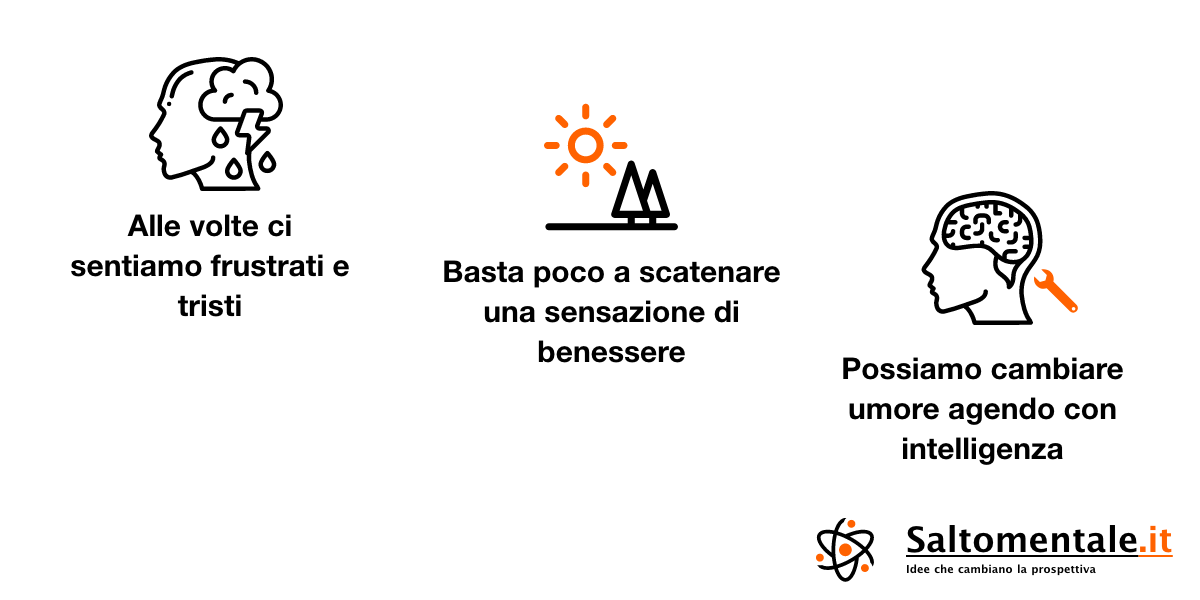 Alle volte ci
sentiamo frustrati e
tristi
Basta poco a scatenare
una sensazione di
benessere
Possiamo cambiare
umore agendo con
intelligenza
Saltomentale.it
Idee che cambiano la prospettiva